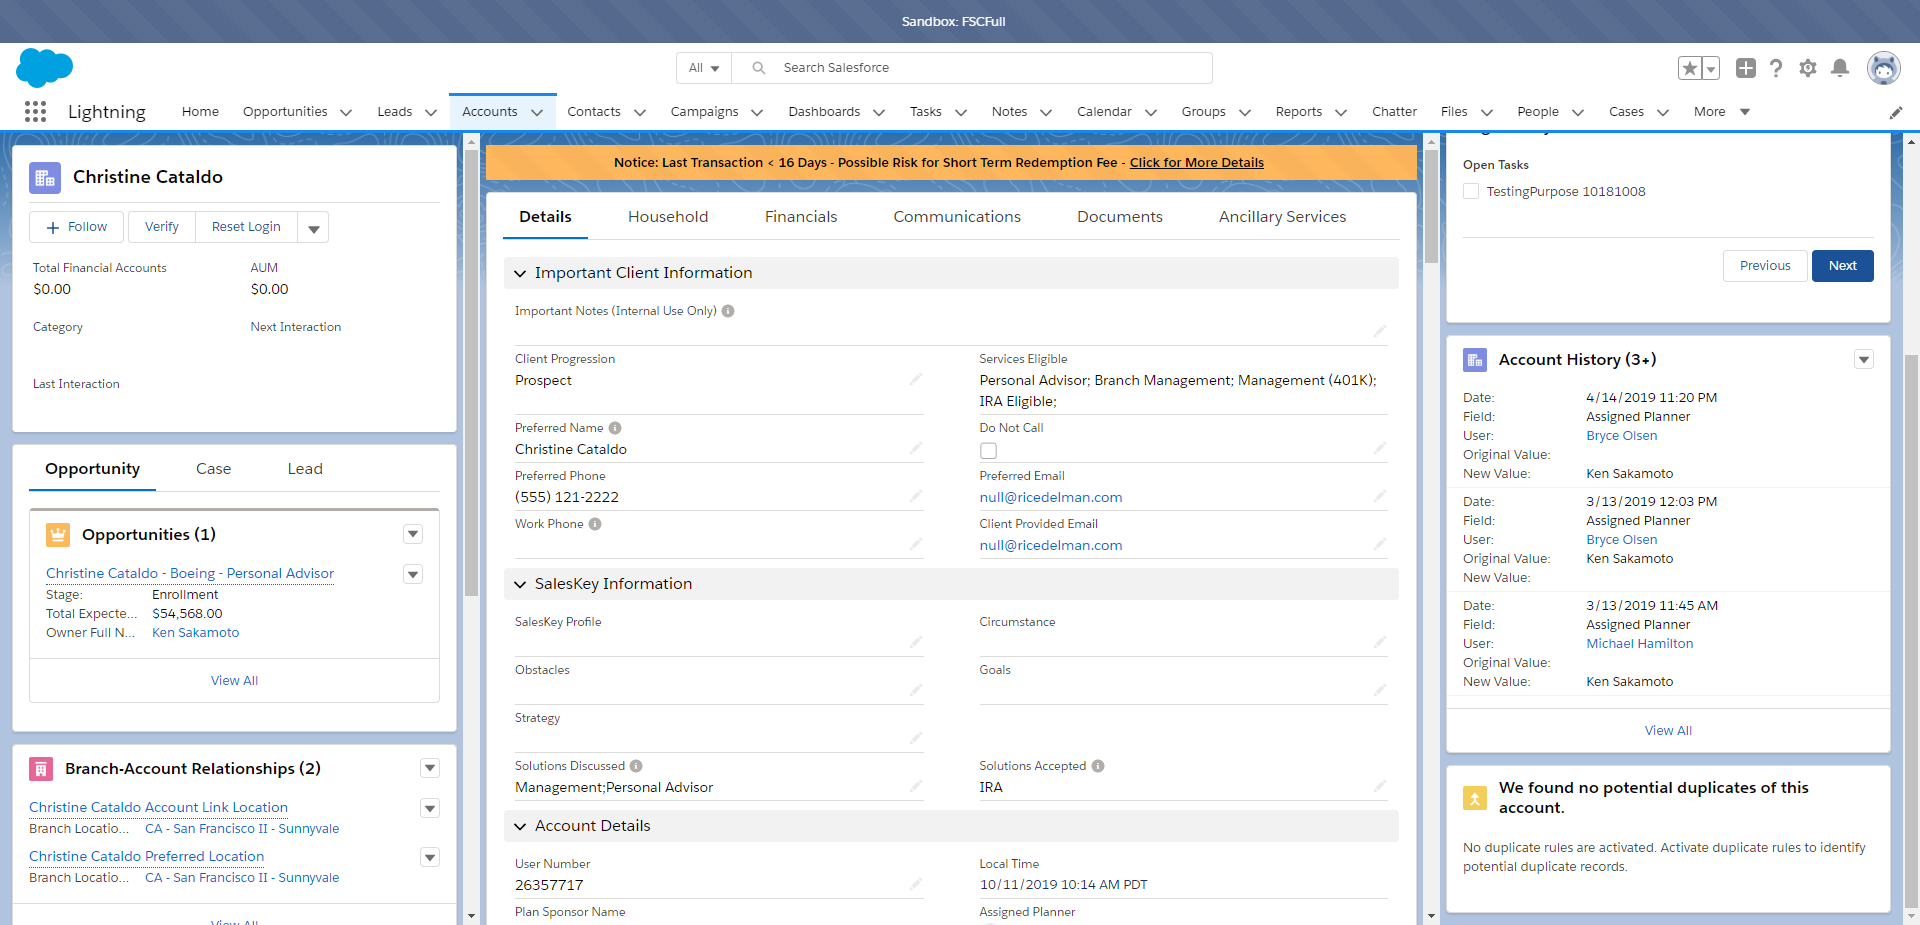 Sandbox: FSCFull
All
Search Salesforce
Lightning
Home
Opportunities
Leads
Accounts
Contacts
Campaigns
Dashboards
Tasks
Notes
Calendar
Groups
Reports
Chatter
Files
People
Cases
More
Christine Cataldo
Follow
Verify
Reset Login
Total Financial Accounts
AUM
$0.00
$0.00
Category
Next Interaction
Last Interaction
Opportunity
Case
Lead
Opportunities (1)
Christine Cataldo - Boeing - Personal Advisor
Stage: Enrollment
Total Expecte... $54,568.00
Owner Full N... Ken Sakamoto
View All
Branch-Account Relationships (2)
Christine Cataldo Account Link Location
Branch Locatio... CA - San Francisco II - Sunnyvale
Christine Cataldo Preferred Location
Branch Locatio... CA - San Francisco II - Sunnyvale
View All
Notice: Last Transaction < 16 Days - Possible Risk for Short Term Redemption Fee - Click for More Details
Details
Household
Financials
Communications
Documents
Ancillary Services
Important Client Information
Important Notes (Internal Use Only)
Client Progression
Prospect
Services Eligible
Personal Advisor; Branch Management; Management (401K);
IRA Eligible;
Preferred Name
Christine Cataldo
Do Not Call
Preferred Phone
(555) 121-2222
Preferred Email
null@ricedelman.com
Work Phone
Client Provided Email
null@ricedelman.com
SalesKey Information
SalesKey Profile
Circumstance
Obstacles
Goals
Strategy
Solutions Discussed
Management;Personal Advisor
Solutions Accepted
IRA
Account Details
User Number
26357717
Local Time
10/11/2019 10:14 AM PDT
Plan Sponsor Name
Assigned Planner
Open Tasks
TestingPurpose 10181008
Previous
Next
Account History (3+)
Date: 4/14/2019 11:20 PM
Field: Assigned Planner
User: Bryce Olsen
Original Value:
New Value: Ken Sakamoto
Date: 3/13/2019 12:03 PM
Field: Assigned Planner
User: Bryce Olsen
Original Value: Ken Sakamoto
New Value:
Date: 3/13/2019 11:45 AM
Field: Assigned Planner
User: Michael Hamilton
Original Value:
New Value: Ken Sakamoto
View All
We found no potential duplicates of this
account.
No duplicate rules are activated. Activate duplicate rules to identify
potential duplicate records.